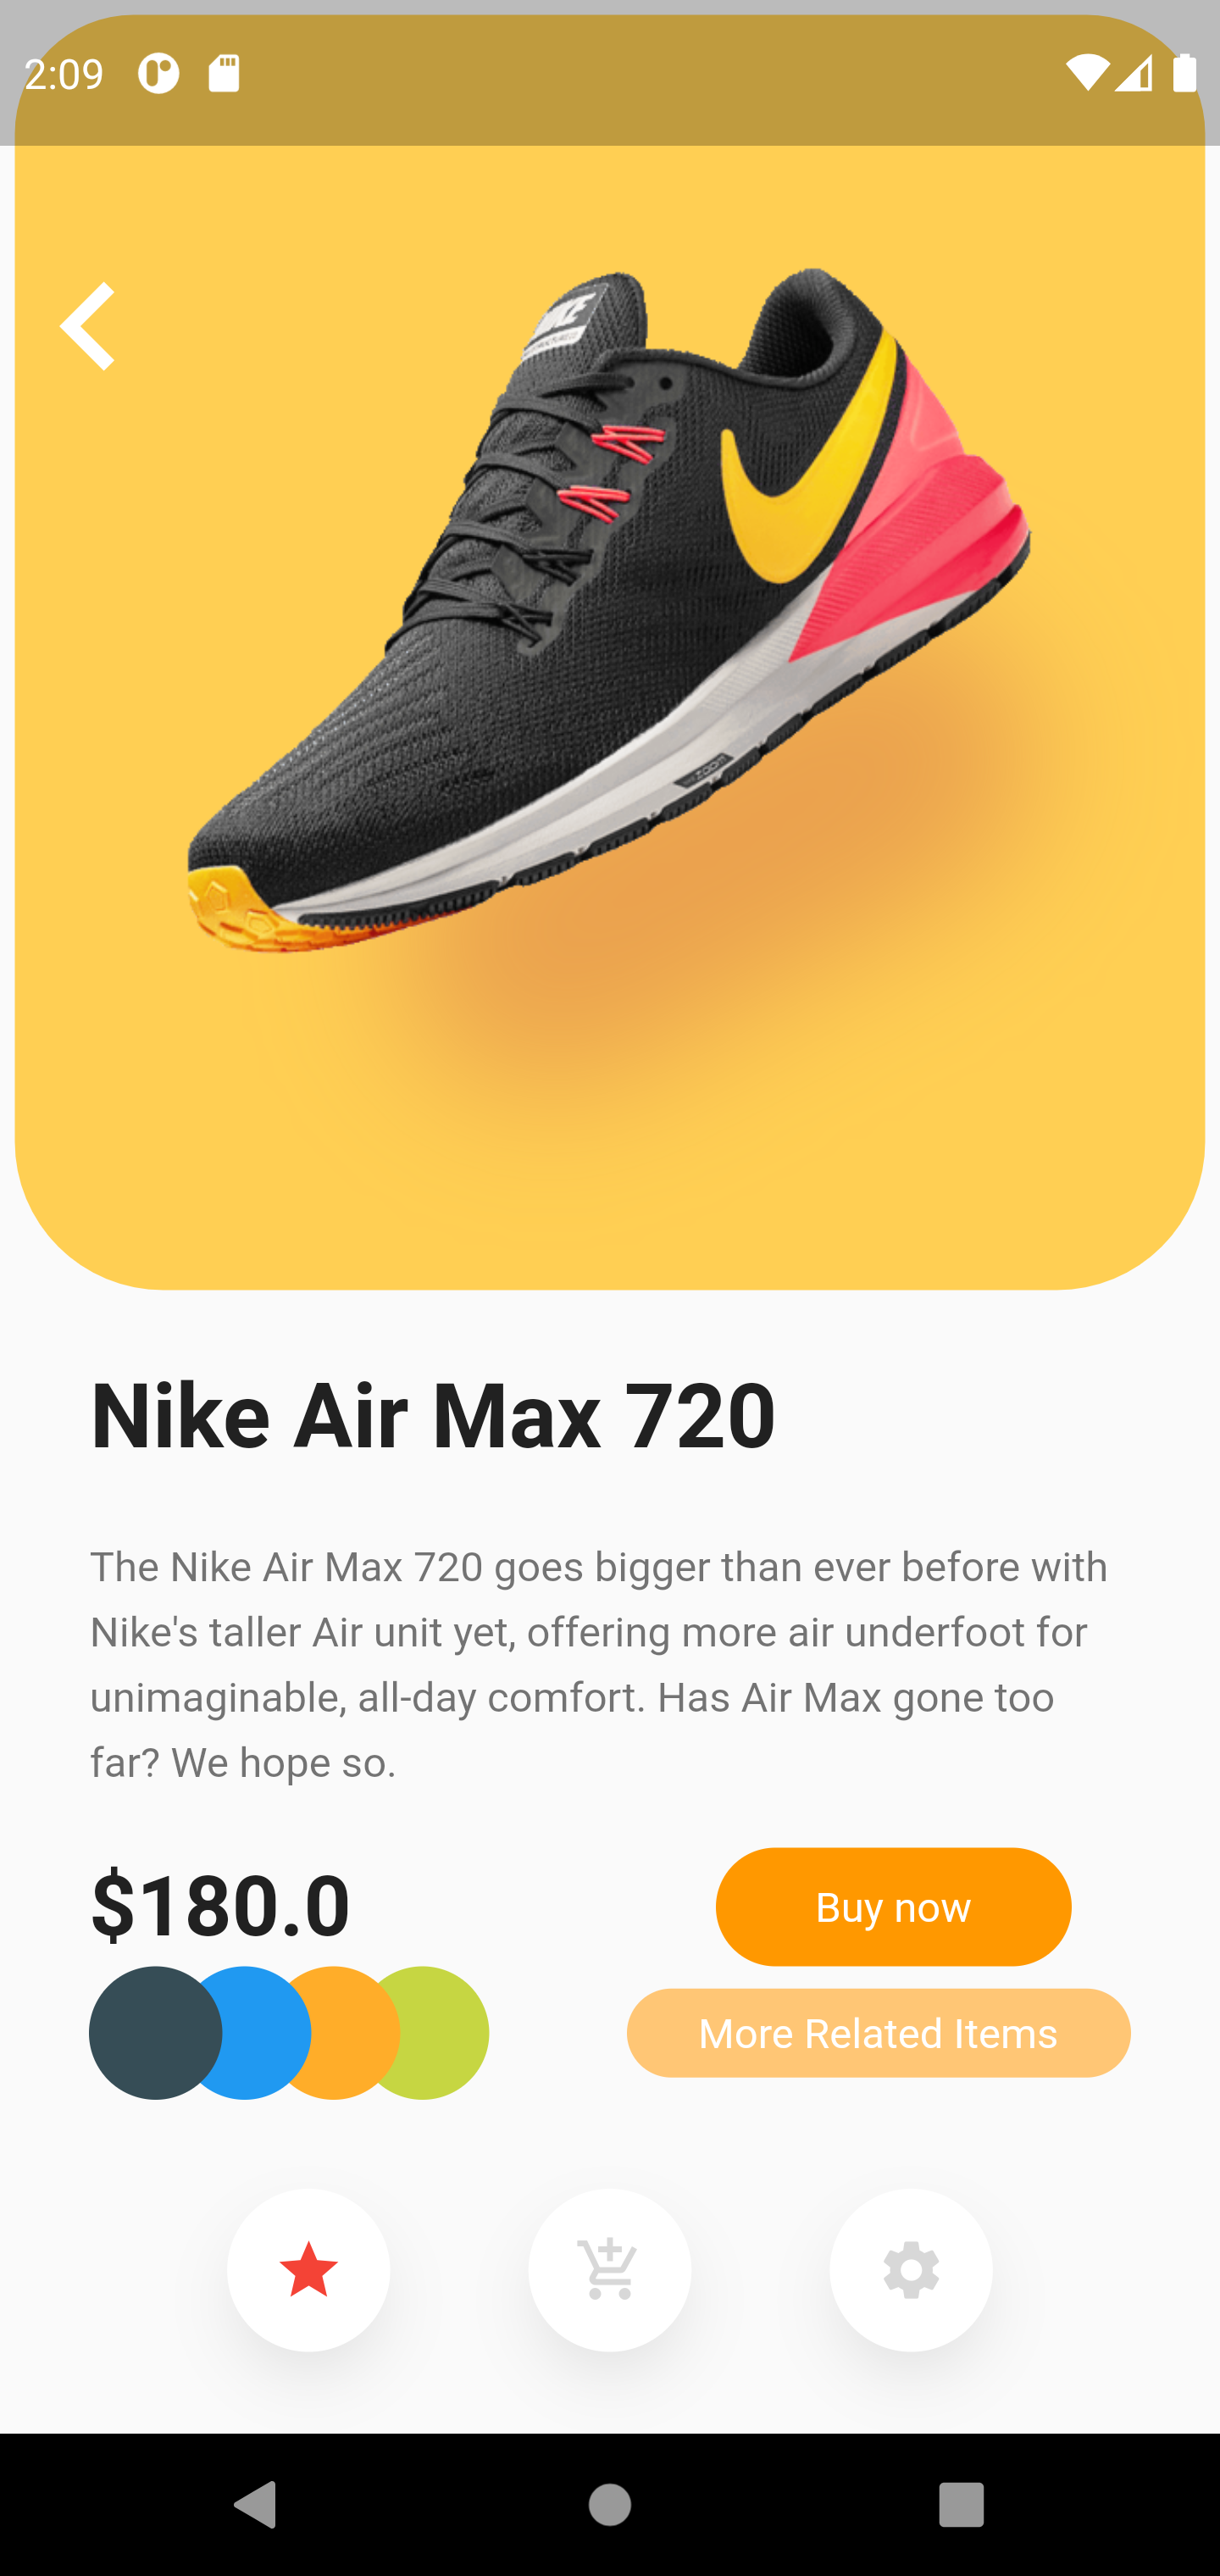 2:09
Nike Air Max 720
The Nike Air Max 720 goes bigger than ever before with
Nike's taller Air unit yet, offering more air underfoot for
unimaginable, all-day comfort. Has Air Max gone too
far? We hope so.
$180.0
Buy now
More Related Items